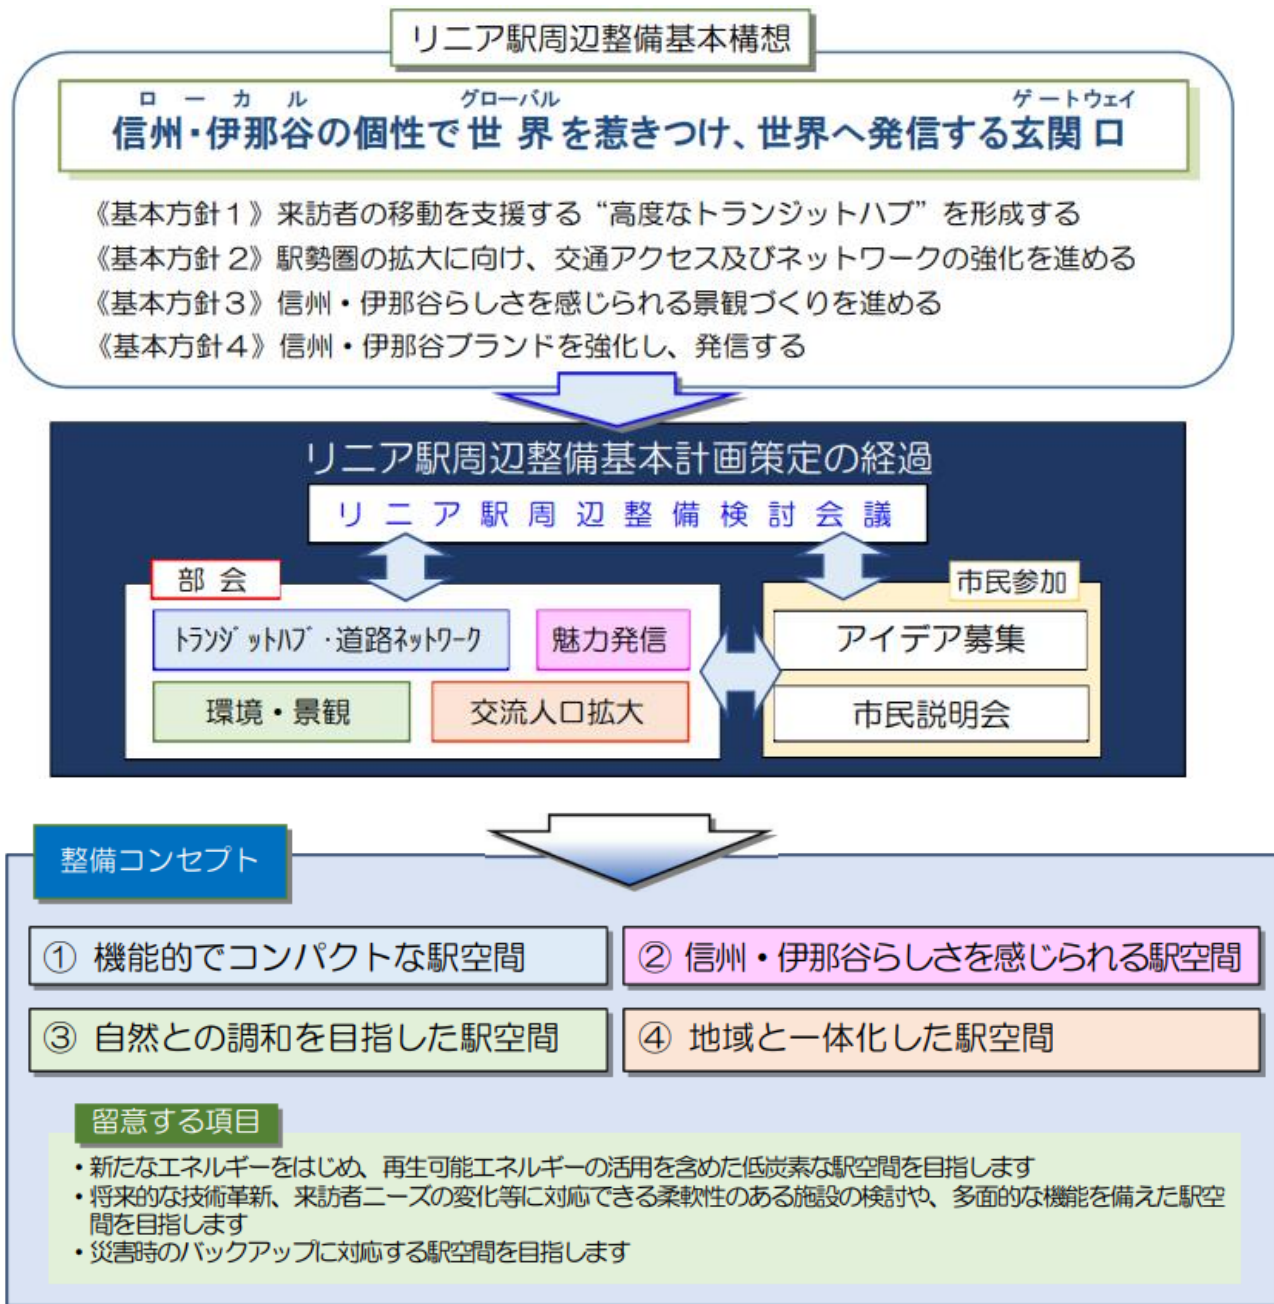 リニア駅周辺整備基本構想
ローカル グローバル ゲートウェイ
信州・伊那谷の個性で世界を惹きつけ、世界へ発信する玄関口
《基本方針1》来訪者の移動を支援する“高度なトランジットハブ”を形成する
《基本方針2》駅勢圏の拡大に向け、交通アクセス及びネットワークの強化を進める
《基本方針3》信州・伊那谷らしさを感じられる景観づくりを進める
《基本方針4》信州・伊那谷ブランドを強化し、発信する
リニア駅周辺整備基本計画策定の経過
リニア駅周辺整備検討会議
部会
ﾄﾗﾝｼﾞｯﾄﾊﾌﾞ・道路ﾈｯﾄﾜｰｸ
魅力発信
環境・景観
交流人口拡大
市民参加
アイデア募集
市民説明会
整備コンセプト
① 機能的でコンパクトな駅空間
② 信州・伊那谷らしさを感じられる駅空間
③ 自然との調和を目指した駅空間
④ 地域と一体化した駅空間
留意する項目
・新たなエネルギーをはじめ、再生可能エネルギーの活用を含めた低炭素な駅空間を目指します
・将来的な技術革新、来訪者ニーズの変化等に対応できる柔軟性のある施設の検討や、多面的な機能を備えた駅空
間を目指します
・災害時のバックアップに対応する駅空間を目指します